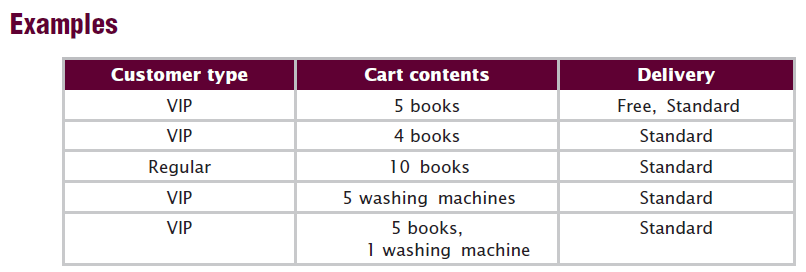 Examples
Customer type Cart contents Delivery
VIP 5 books Free, Standard
VIP 4 books Standard
Regular 10 books Standard
VIP 5 washing machines Standard
VIP 5 books, Standard
1 washing machine